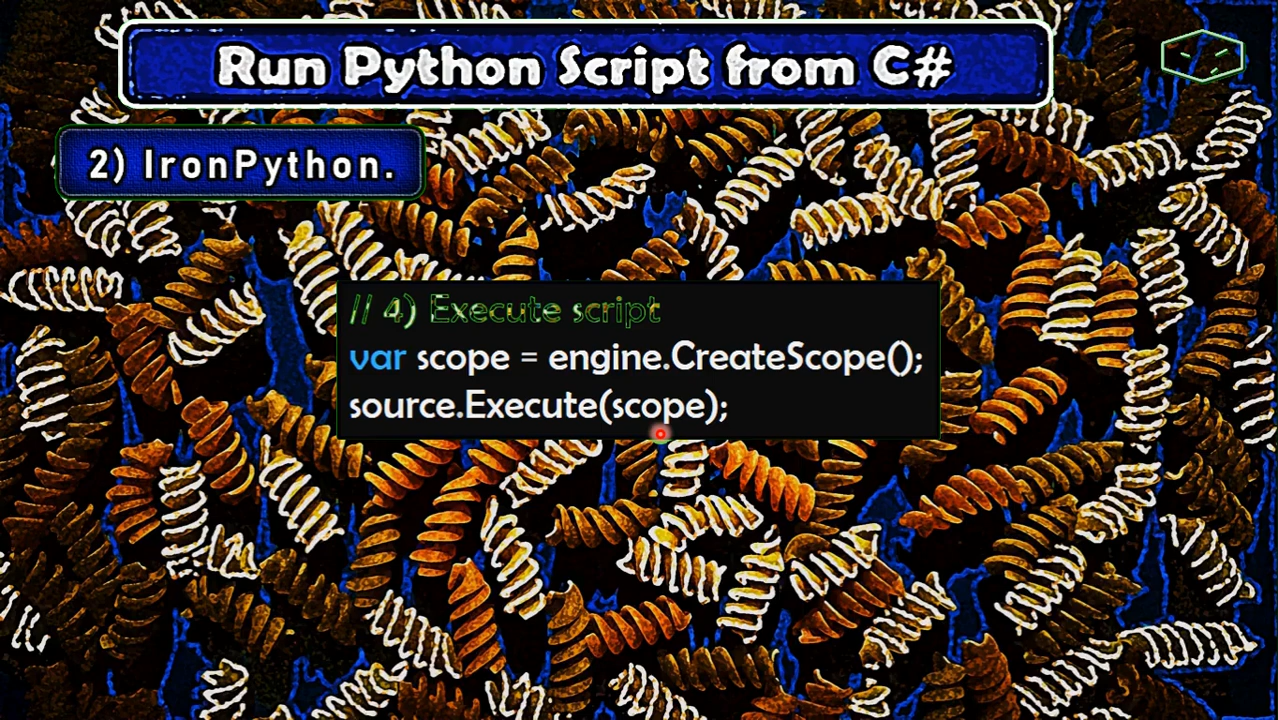 Run Python Script from C#
2) IronPython.
// 4) Execute script
var scope = engine.CreateScope();
source.Execute(scope);